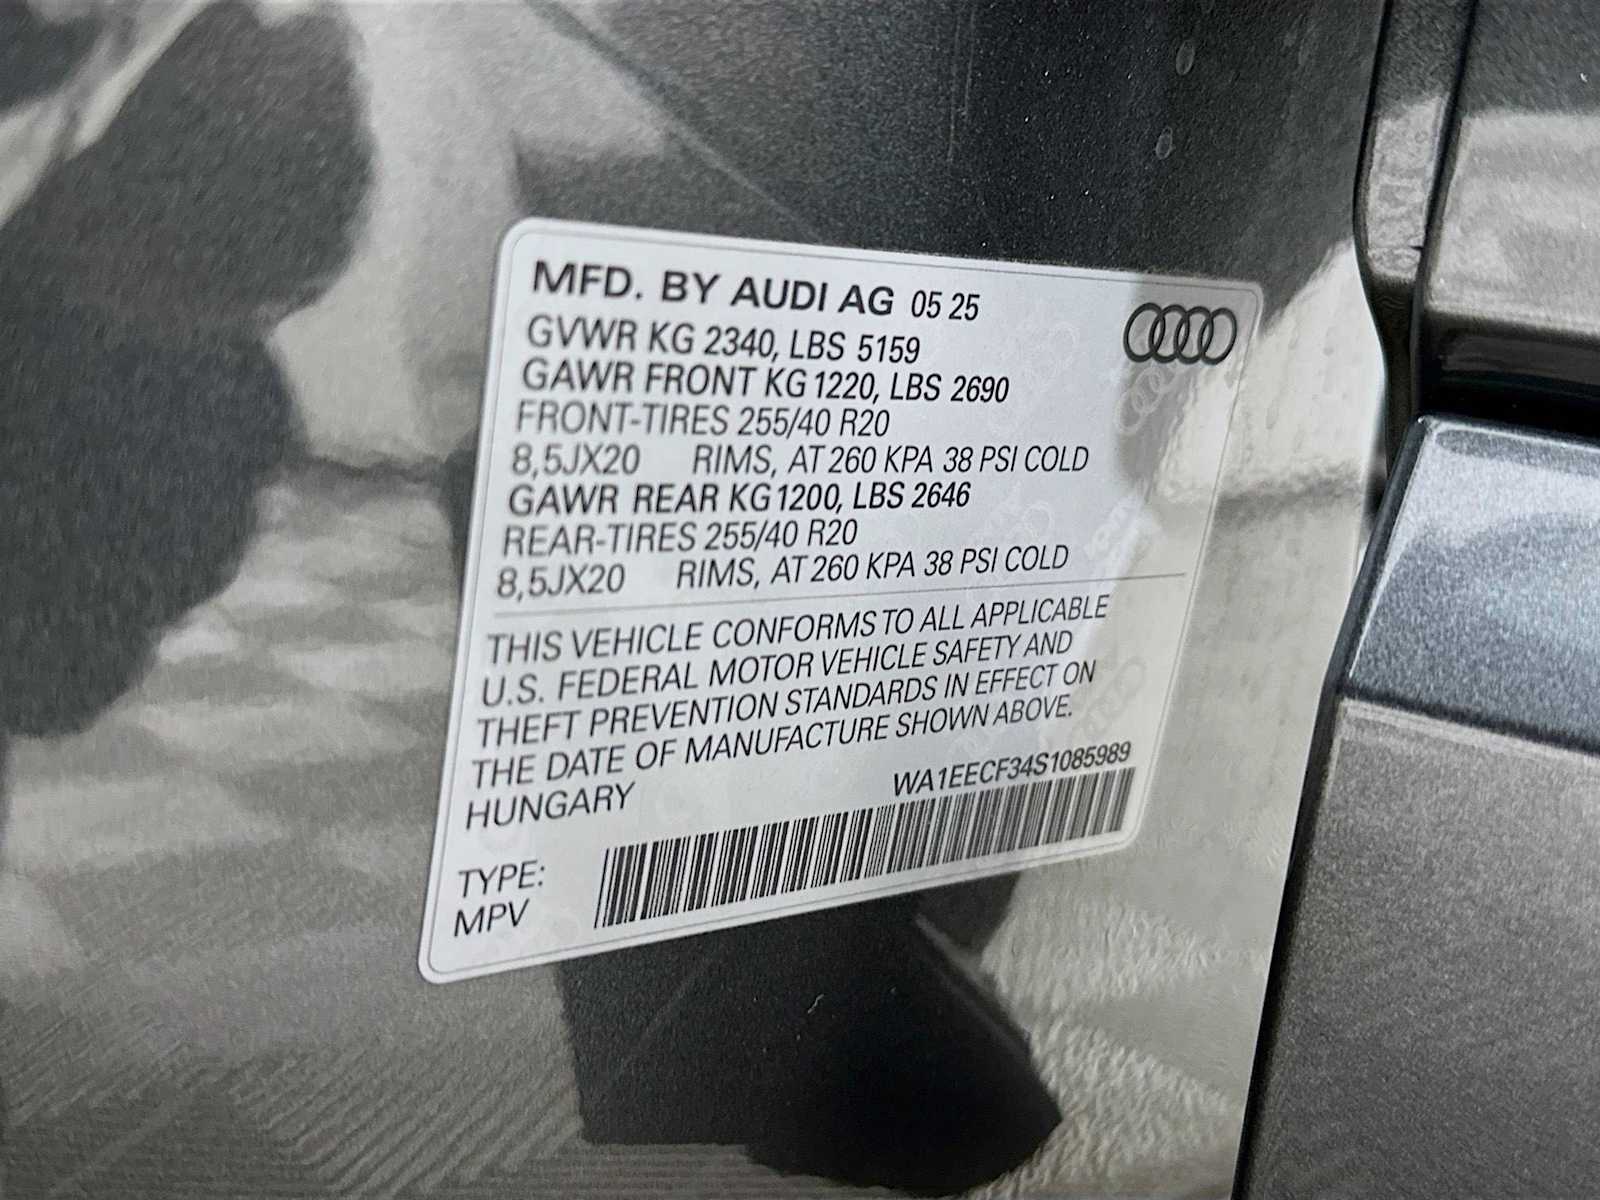 MFD. BY AUDI AG 05 25
GVWR KG 2340, LBS 5159
GAWR FRONT KG 1220, LBS 2690
FRONT-TIRES 255/40 R20
8,5JX20 RIMS, AT 260 KPA 38 PSI COLD
GAWR REAR KG 1200, LBS 2646
REAR-TIRES 255/40 R20
8,5JX20 RIMS, AT 260 KPA 38 PSI COLD
THIS VEHICLE CONFORMS TO ALL APPLICABLE
U.S. FEDERAL MOTOR VEHICLE SAFETY AND
THEFT PREVENTION STANDARDS IN EFFECT ON
THE DATE OF MANUFACTURE SHOWN ABOVE.
HUNGARY
WA1EECF34S1085989
TYPE:
MPV